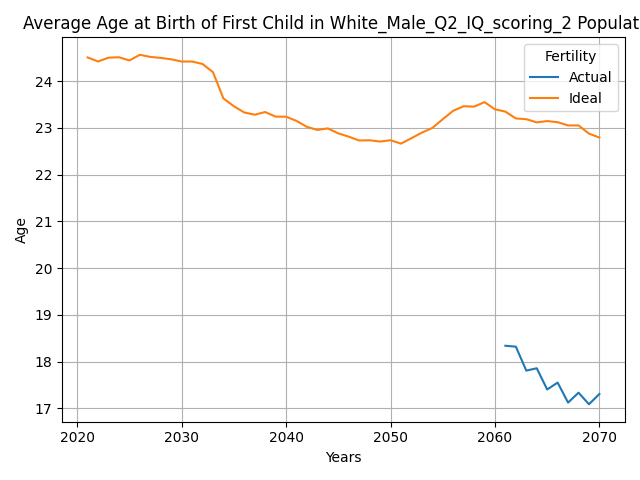 Average Age at Birth of First Child in White_Male_Q2_IQ_scoring_2 Populat
Fertility
Actual
Ideal
Age
24
23
22
21
20
19
18
17
2020 2030 2040 2050 2060 2070
Years